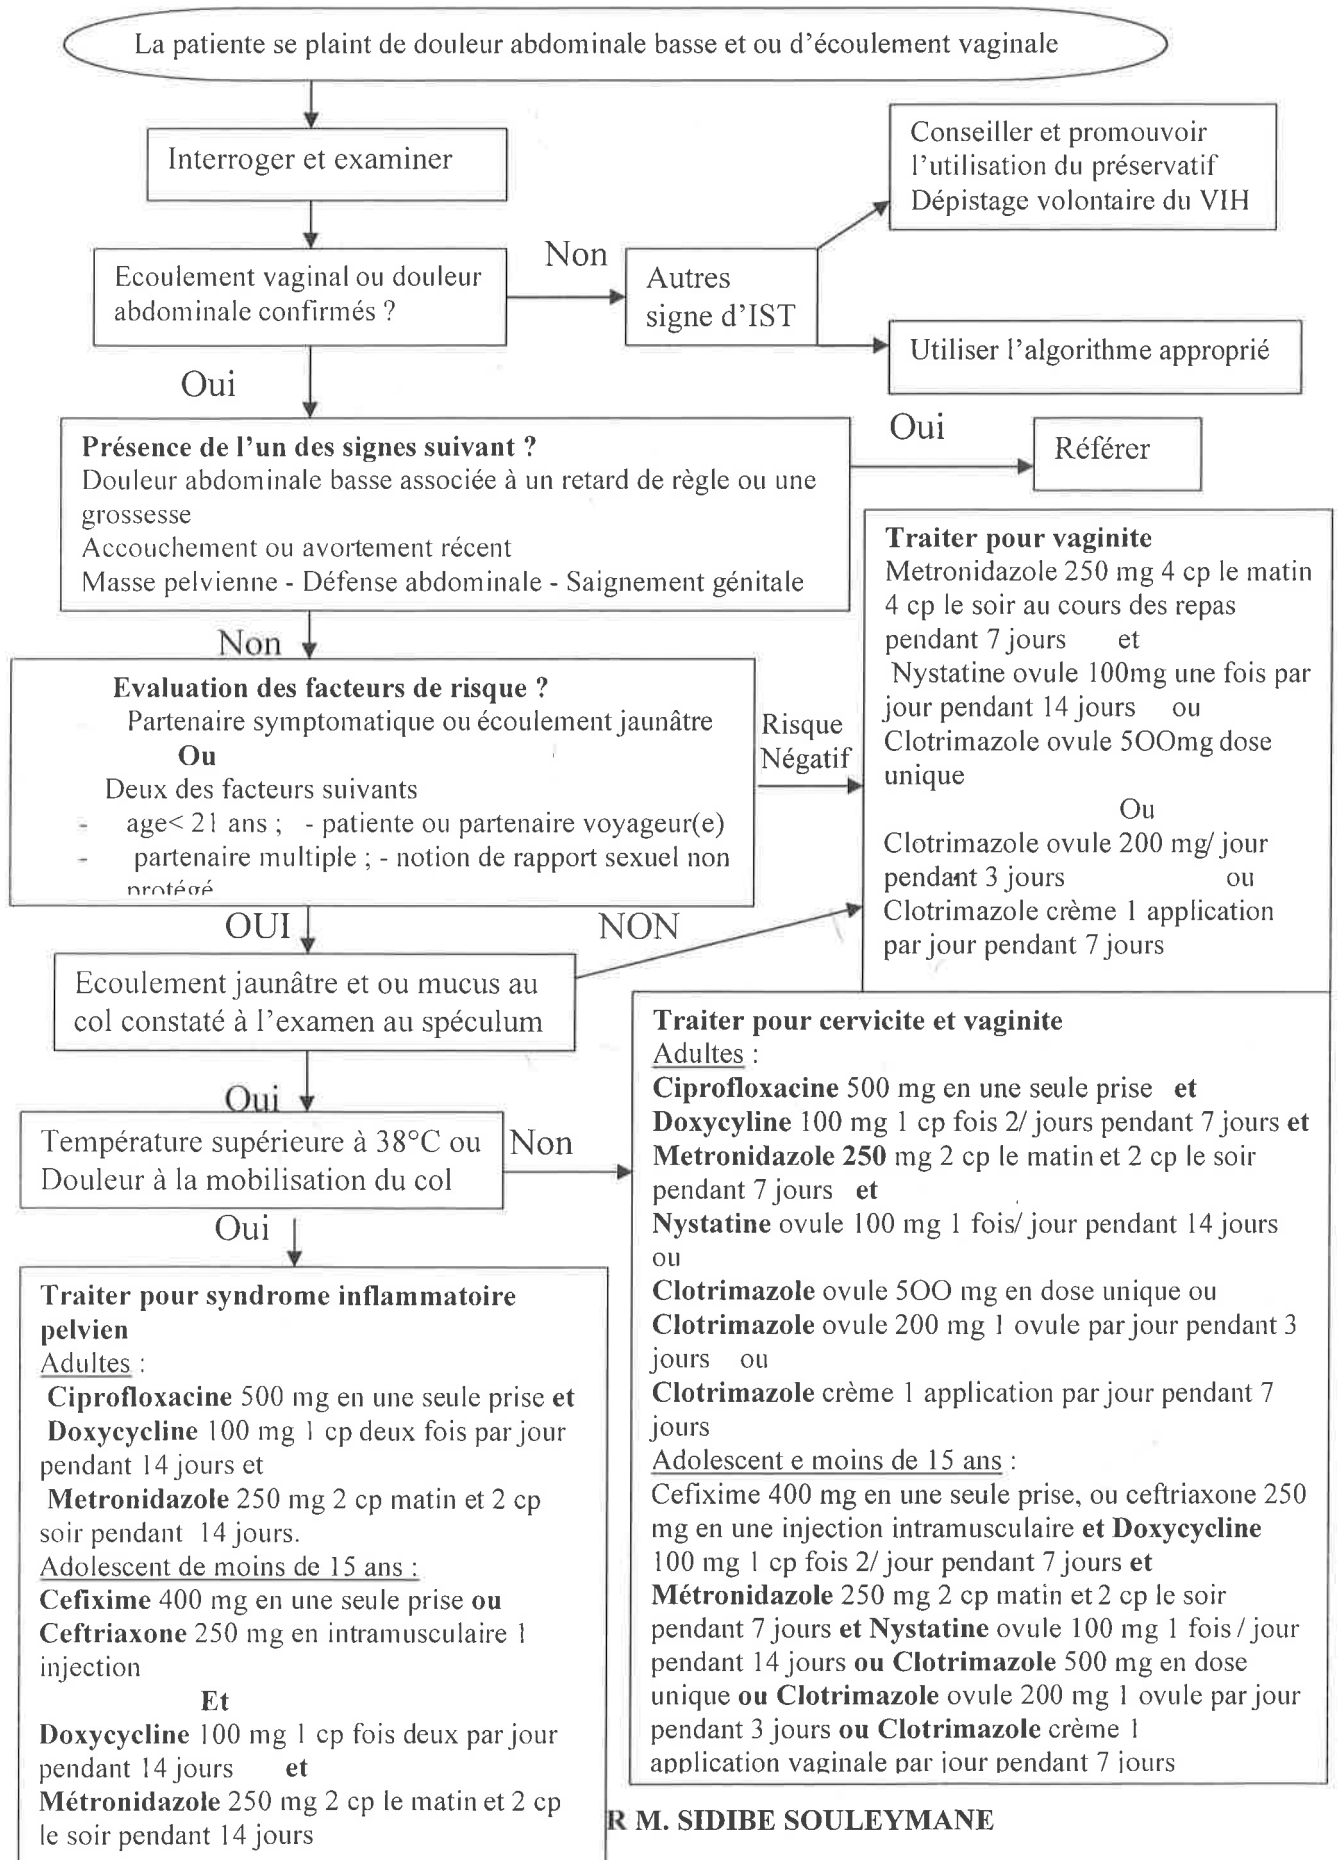 La patiente se plaint de douleur abdominale basse et ou d'écoulement vaginale
Interroger et examiner
Conseiller et promouvoir
l'utilisation du préservatif
Dépistage volontaire du VIH
Ecoulement vaginal ou douleur
abdominale confirmés ?
Non
Autres
signe d'IST
Utiliser l'algorithme approprié
Oui
Présence de l'un des signes suivant ?
Douleur abdominale basse associée à un retard de règle ou une
grossesse
Accouchement ou avortement récent
Masse pelvienne - Défense abdominale - Saignement génitale
Oui
Référer
Non
Evaluation des facteurs de risque ?
Partenaire symptomatique ou écoulement jaunâtre
Ou
Deux des facteurs suivants
- age< 21 ans ; - patiente ou partenaire voyageur(e)
- partenaire multiple ; - notion de rapport sexuel non
protégé
Risque
Négatif
Traiter pour vaginite
Metronidazole 250 mg 4 cp le matin
4 cp le soir au cours des repas
pendant 7 jours et
Nystatine ovule 100mg une fois par
jour pendant 14 jours ou
Clotrimazole ovule 5OOmg dose
unique
Ou
Clotrimazole ovule 200 mg/ jour
pendant 3 jours ou
Clotrimazole crème 1 application
par jour pendant 7 jours
OUI
NON
Ecoulement jaunâtre et ou mucus au
col constaté à l'examen au spéculum
Oui
Température supérieure à 38°C ou
Douleur à la mobilisation du col
Non
Traiter pour cervicite et vaginite
Adultes :
Ciprofloxacine 500 mg en une seule prise et
Doxycyline 100 mg 1 cp fois 2/ jours pendant 7 jours et
Metronidazole 250 mg 2 cp le matin et 2 cp le soir
pendant 7 jours et
Nystatine ovule 100 mg 1 fois/ jour pendant 14 jours
ou
Clotrimazole ovule 5OO mg en dose unique ou
Clotrimazole ovule 200 mg 1 ovule par jour pendant 3
jours ou
Clotrimazole crème 1 application par jour pendant 7
jours
Adolescent e moins de 15 ans :
Cefixime 400 mg en une seule prise, ou ceftriaxone 250
mg en une injection intramusculaire et Doxycycline
100 mg 1 cp fois 2/ jour pendant 7 jours et
Métronidazole 250 mg 2 cp matin et 2 cp le soir
pendant 7 jours et Nystatine ovule 100 mg 1 fois / jour
pendant 14 jours ou Clotrimazole 500 mg en dose
unique ou Clotrimazole ovule 200 mg 1 ovule par jour
pendant 3 jours ou Clotrimazole crème 1
application vaginale par jour pendant 7 jours
Oui
Traiter pour syndrome inflammatoire
pelvien
Adultes :
Ciprofloxacine 500 mg en une seule prise et
Doxycycline 100 mg 1 cp deux fois par jour
pendant 14 jours et
Metronidazole 250 mg 2 cp matin et 2 cp
soir pendant 14 jours.
Adolescent de moins de 15 ans :
Cefixime 400 mg en une seule prise ou
Ceftriaxone 250 mg en intramusculaire 1
injection
Et
Doxycycline 100 mg 1 cp fois deux par jour
pendant 14 jours et
Métronidazole 250 mg 2 cp le matin et 2 cp
le soir pendant 14 jours
R M. SIDIBE SOULEYMANE